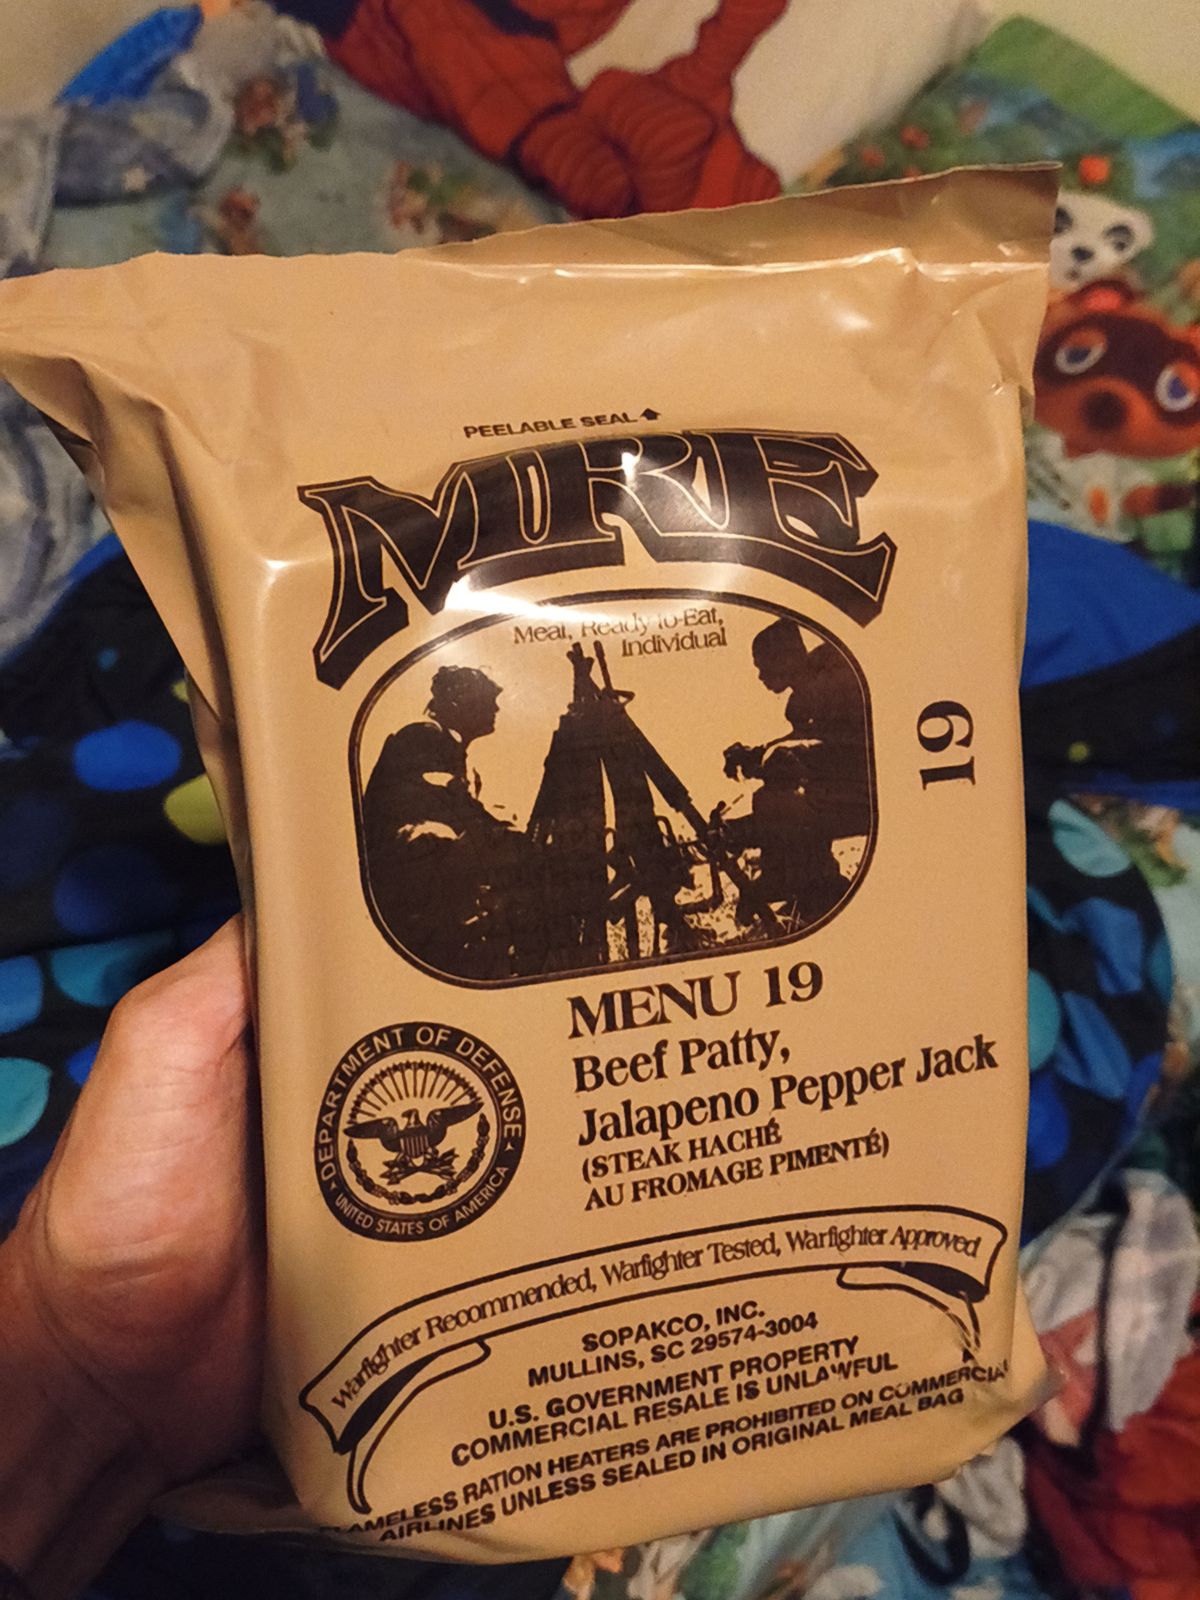 PEELABLE SEAL
MRE
Meal, Ready-to-Eat,
Individual
19
MENU 19
Beef Patty,
Jalapeno Pepper Jack
(STEAK HACHÉ
AU FROMAGE PIMENTÉ)
DEPARTMENT OF DEFENSE
UNITED STATES OF AMERICA
Warfighter Recommended, Warfighter Tested, Warfighter Approved
SOPAKCO, INC.
MULLINS, SC 29574-3004
U.S. GOVERNMENT PROPERTY
COMMERCIAL RESALE IS UNLAWFUL
FLAMELESS RATION HEATERS ARE PROHIBITED ON COMMERCIAL
AIRLINES UNLESS SEALED IN ORIGINAL MEAL BAG